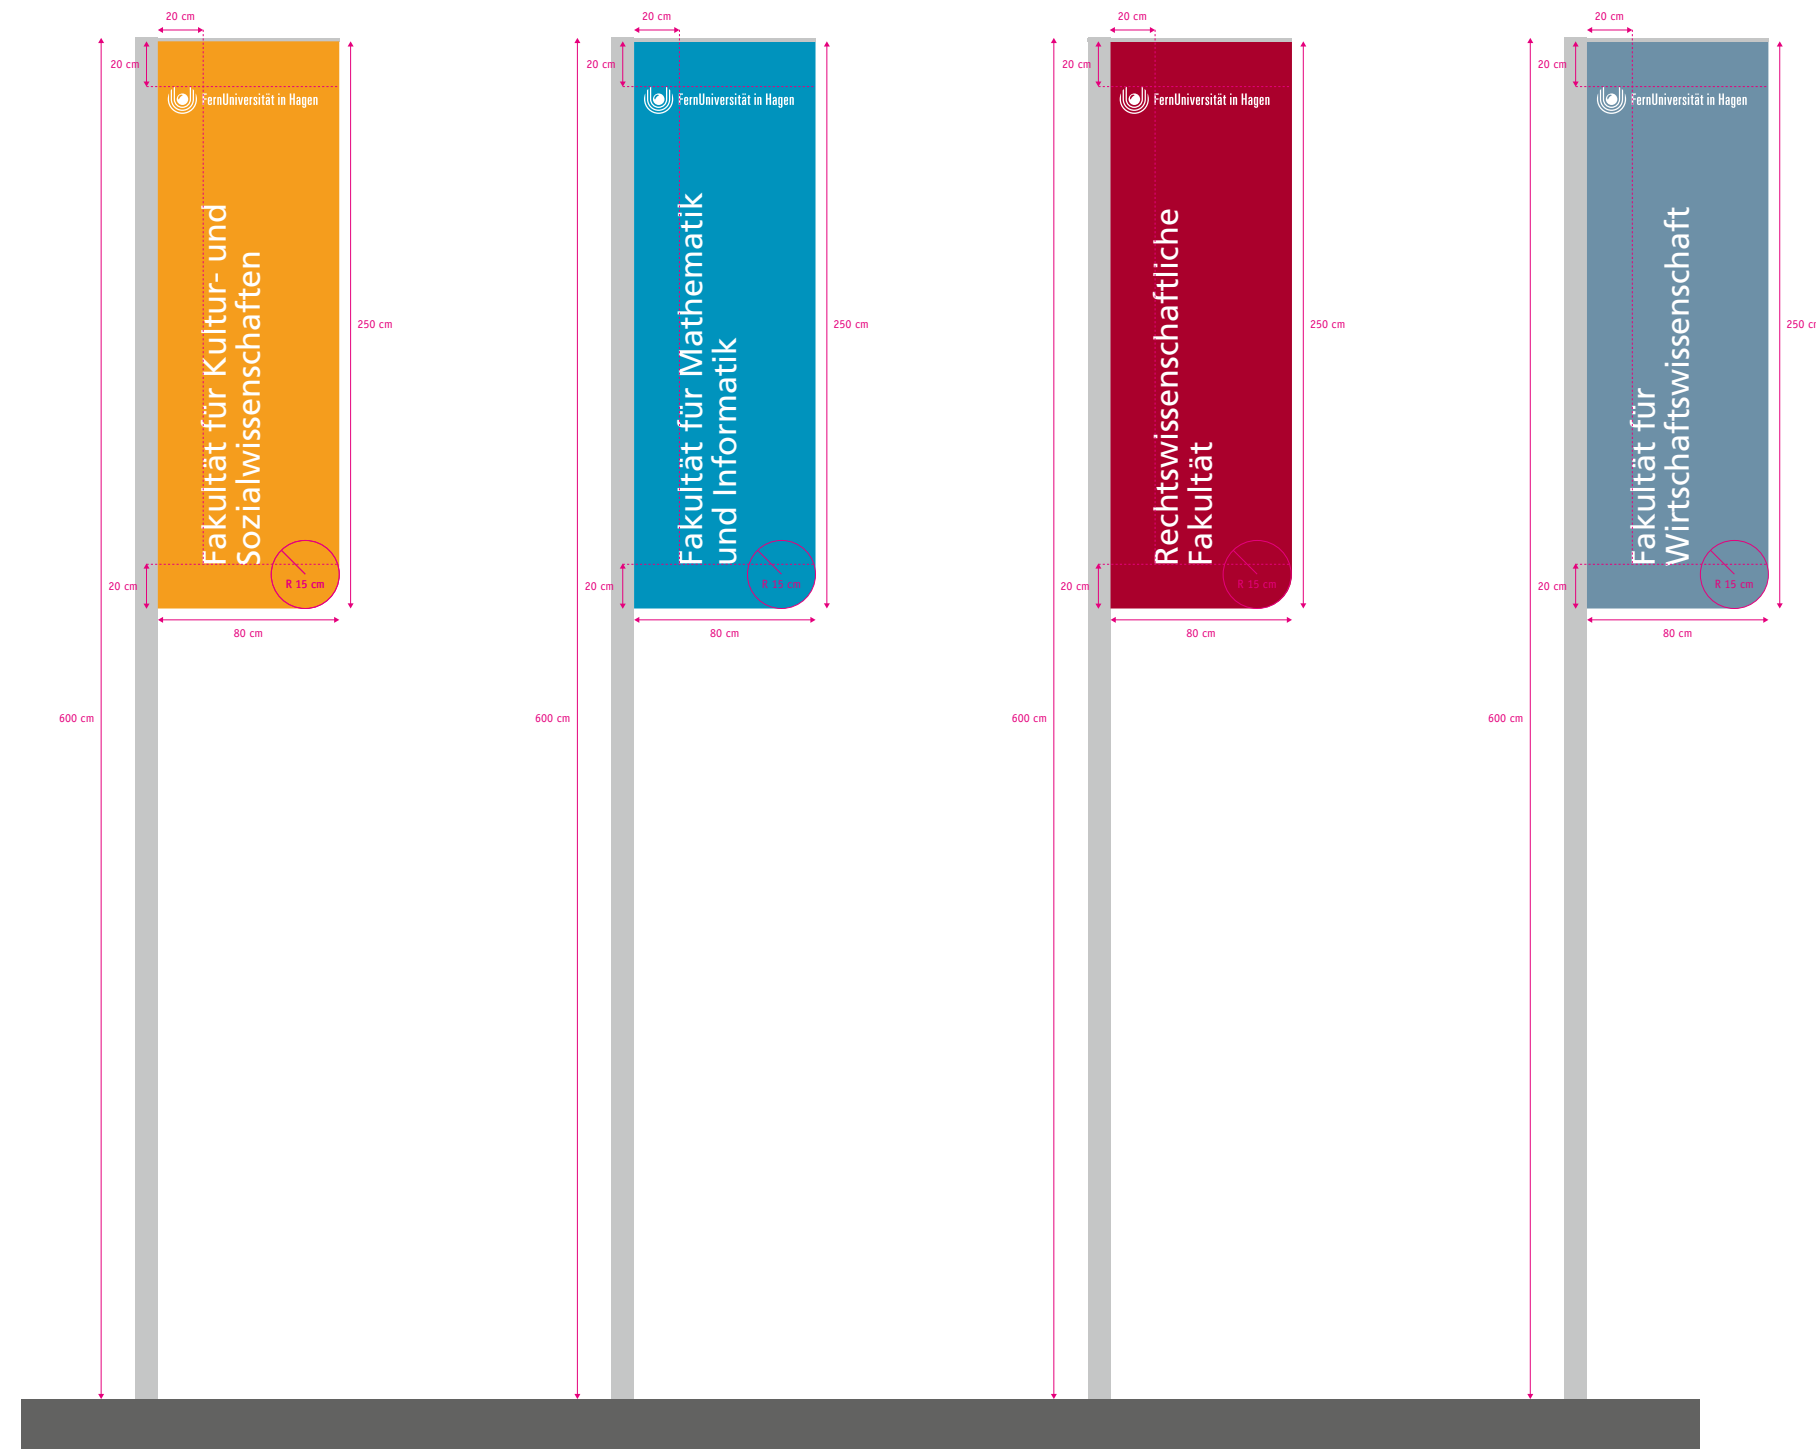 20 cm
20 cm
FernUniversität in Hagen
Fakultät für Kultur- und
Sozialwissenschaften
250 cm
R 15 cm
20 cm
80 cm
600 cm
20 cm
20 cm
FernUniversität in Hagen
Fakultät für Mathematik
und Informatik
250 cm
R 15 cm
20 cm
80 cm
600 cm
20 cm
20 cm
FernUniversität in Hagen
Rechtswissenschaftliche
Fakultät
250 cm
R 15 cm
20 cm
80 cm
600 cm
20 cm
20 cm
FernUniversität in Hagen
Fakultät für
Wirtschaftswissenschaft
250 cm
R 15 cm
20 cm
80 cm
600 cm